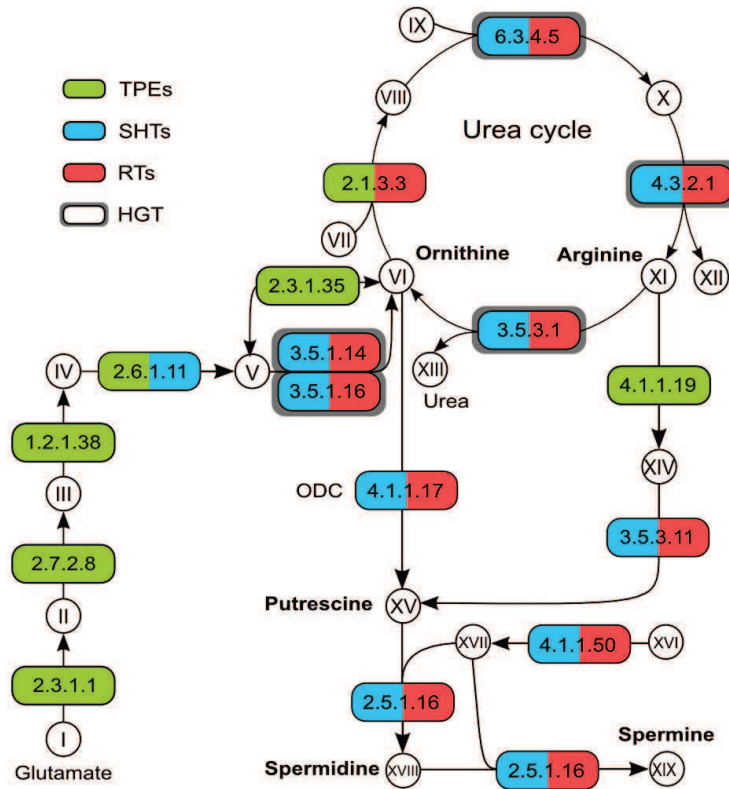 IX
6.3.4.5
TPEs
SHTs
RTs
HGT
VIII
X
Urea cycle
2.1.3.3
4.3.2.1
VII
Ornithine
Arginine
2.3.1.35
VI
XI
XII
3.5.1.14
3.5.3.1
IV
2.6.1.11
V
XIII
3.5.1.16
Urea
4.1.1.19
1.2.1.38
XIV
ODC
4.1.1.17
III
3.5.3.11
2.7.2.8
Putrescine
XV
II
XVII
4.1.1.50
XVI
2.3.1.1
2.5.1.16
Spermine
I
Spermidine
XVIII
2.5.1.16
XIX
Glutamate